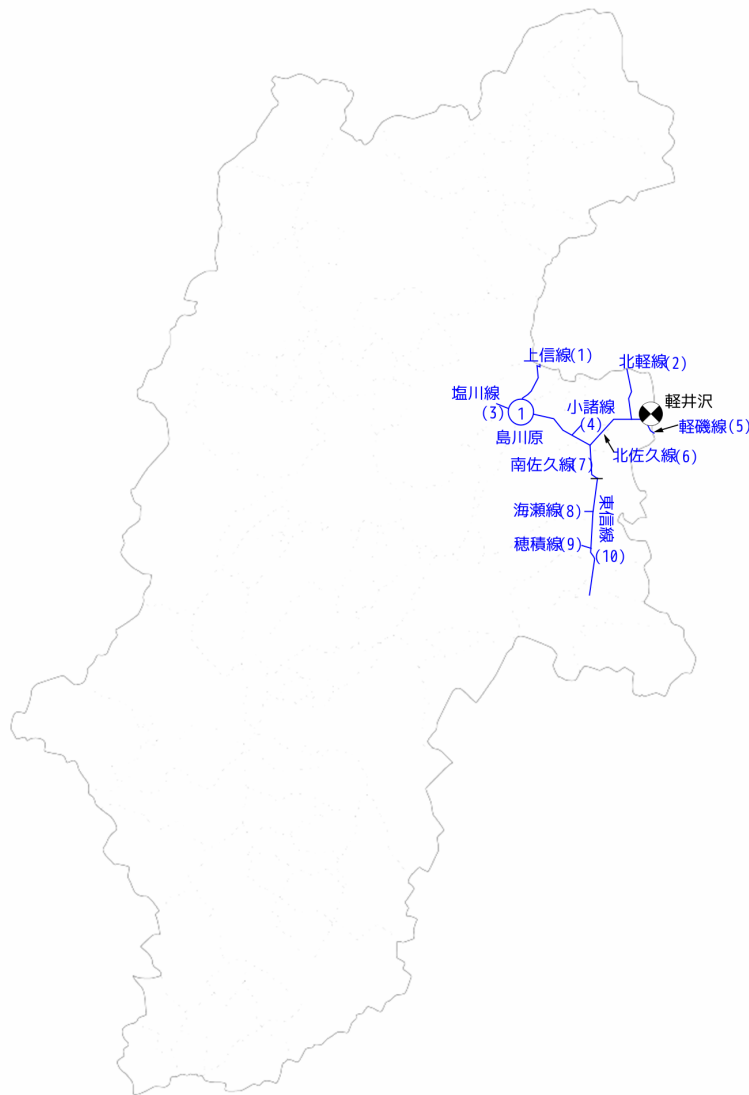 上信線(1)
北軽線(2)
塩川線
(3)
1
島川原
小諸線
(4)
軽井沢
軽磯線(5)
北佐久線(6)
南佐久線(7)
海瀬線(8)
東信線
(10)
穂積線(9)